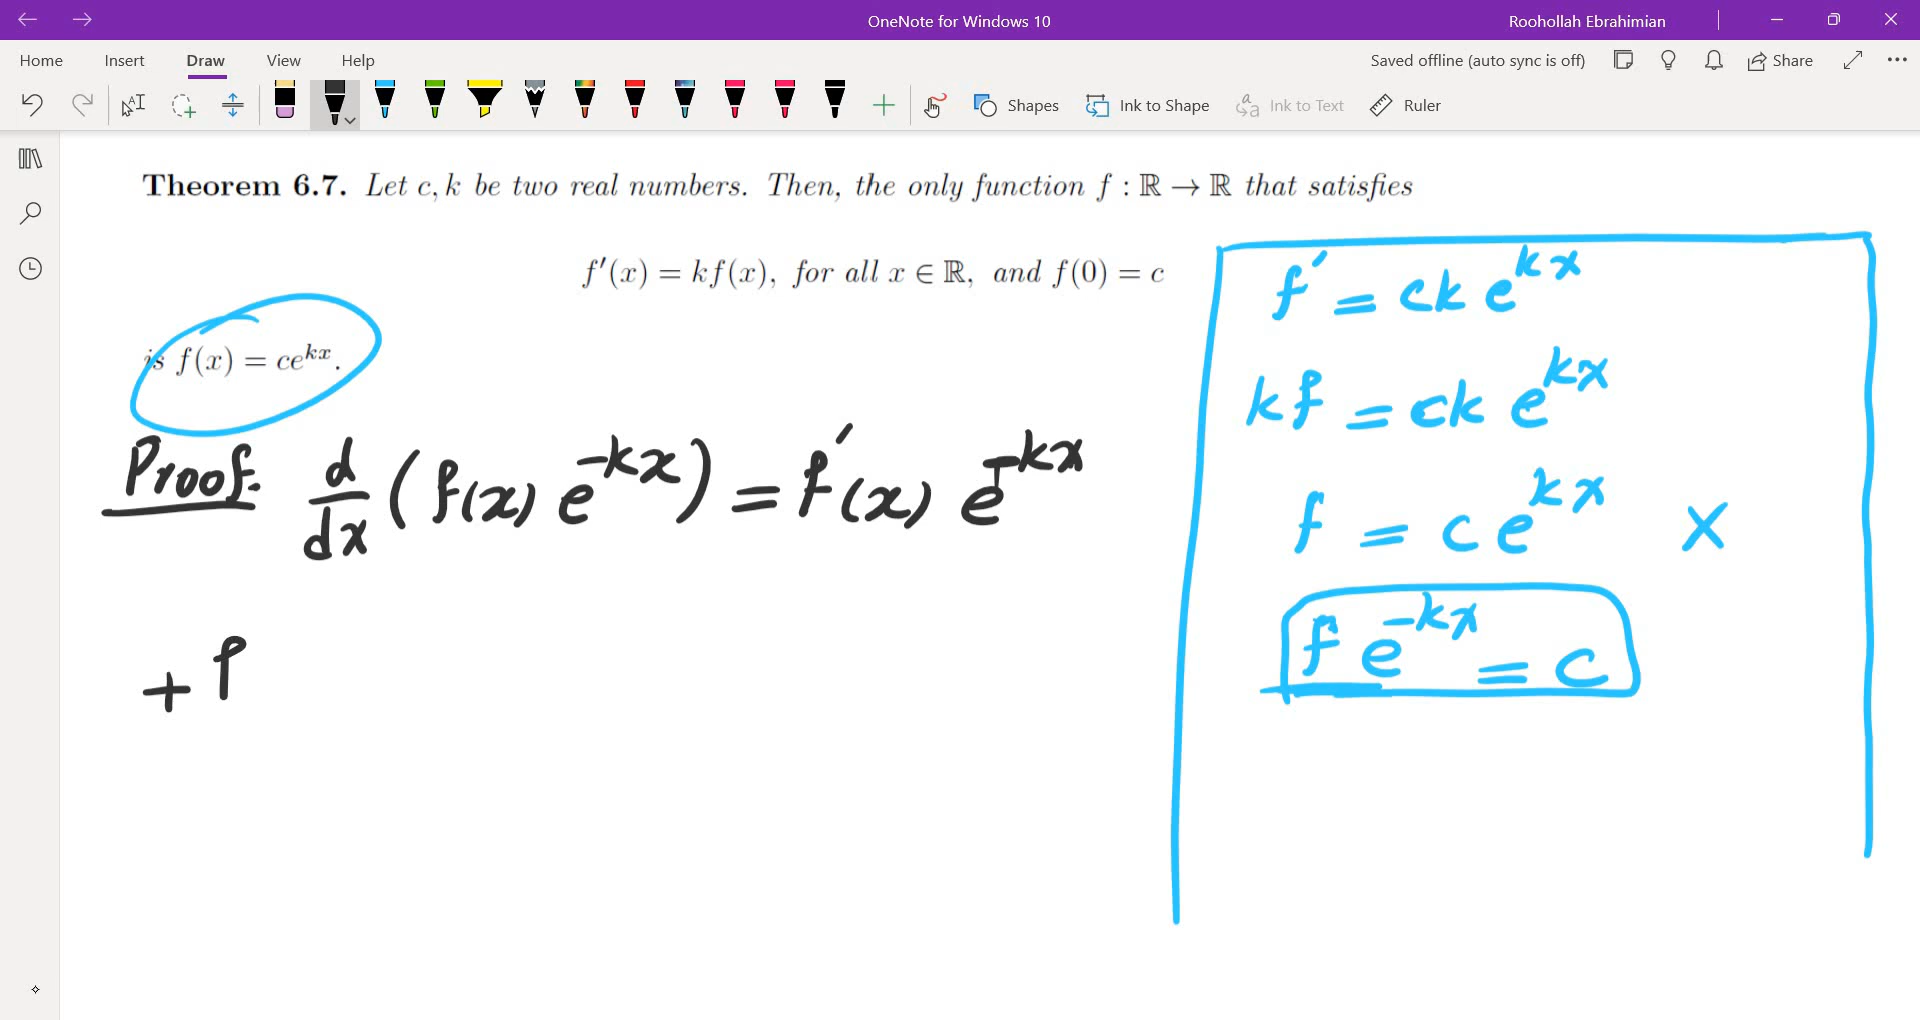 OneNote for Windows 10
Roohollah Ebrahimian
Home Insert Draw View Help
Saved offline (auto sync is off) Share
Shapes Ink to Shape Ink to Text Ruler
Theorem 6.7. Let c, k be two real numbers. Then, the only function f : ℝ → ℝ that satisfies
f′(x) = kf(x), for all x ∈ ℝ, and f(0) = c
is f(x) = ce^{kx}.
Proof. d/dx (f(x) e^{-kx}) = f′(x) e^{-kx}
+ f
f′ = ck e^{kx}
kf = ck e^{kx}
f = c e^{kx} X
f e^{-kx} = c